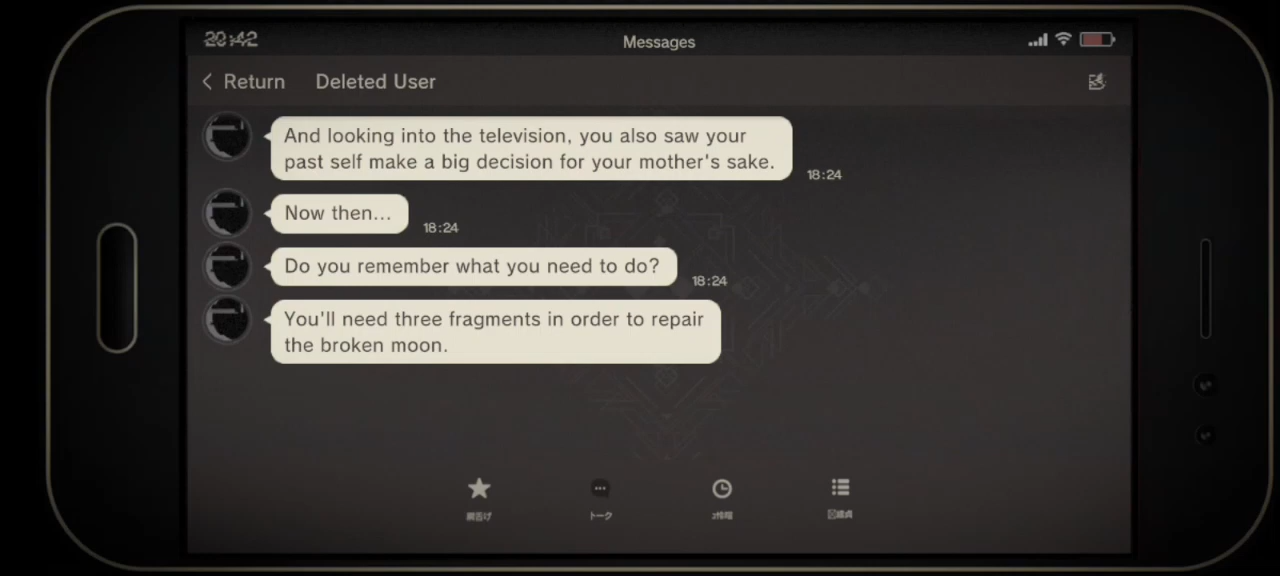 20:42
Messages
Return
Deleted User
And looking into the television, you also saw your
past self make a big decision for your mother's sake.
18:24
Now then...
18:24
Do you remember what you need to do?
18:24
You'll need three fragments in order to repair
the broken moon.
トーク